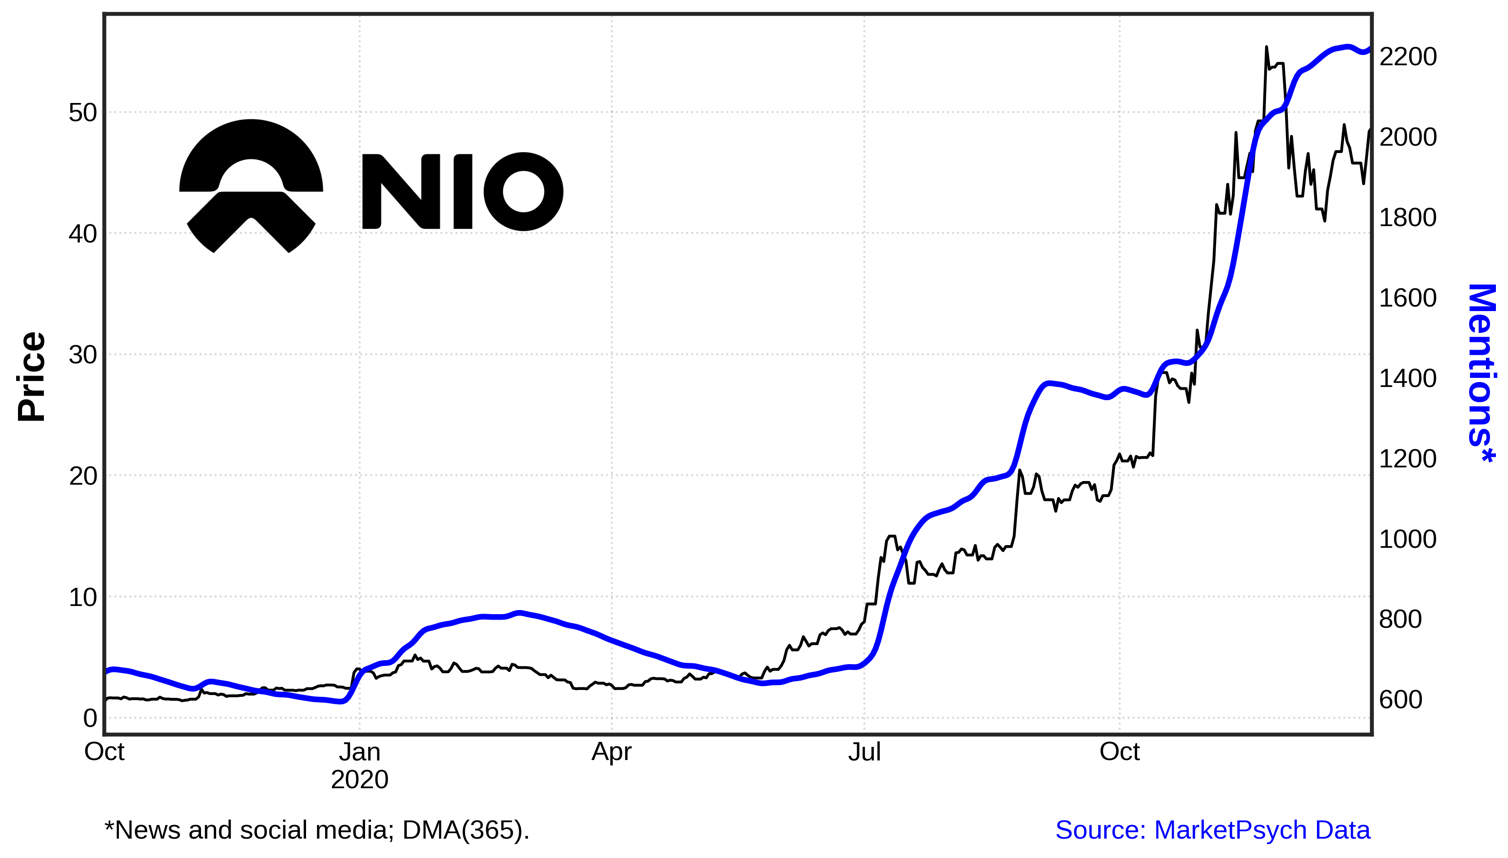 NIO
Price
50
40
30
20
10
0
2200
2000
1800
1600
1400
1200
1000
800
600
Mentions*
Oct
Jan
2020
Apr
Jul
Oct
*News and social media; DMA(365).
Source: MarketPsych Data